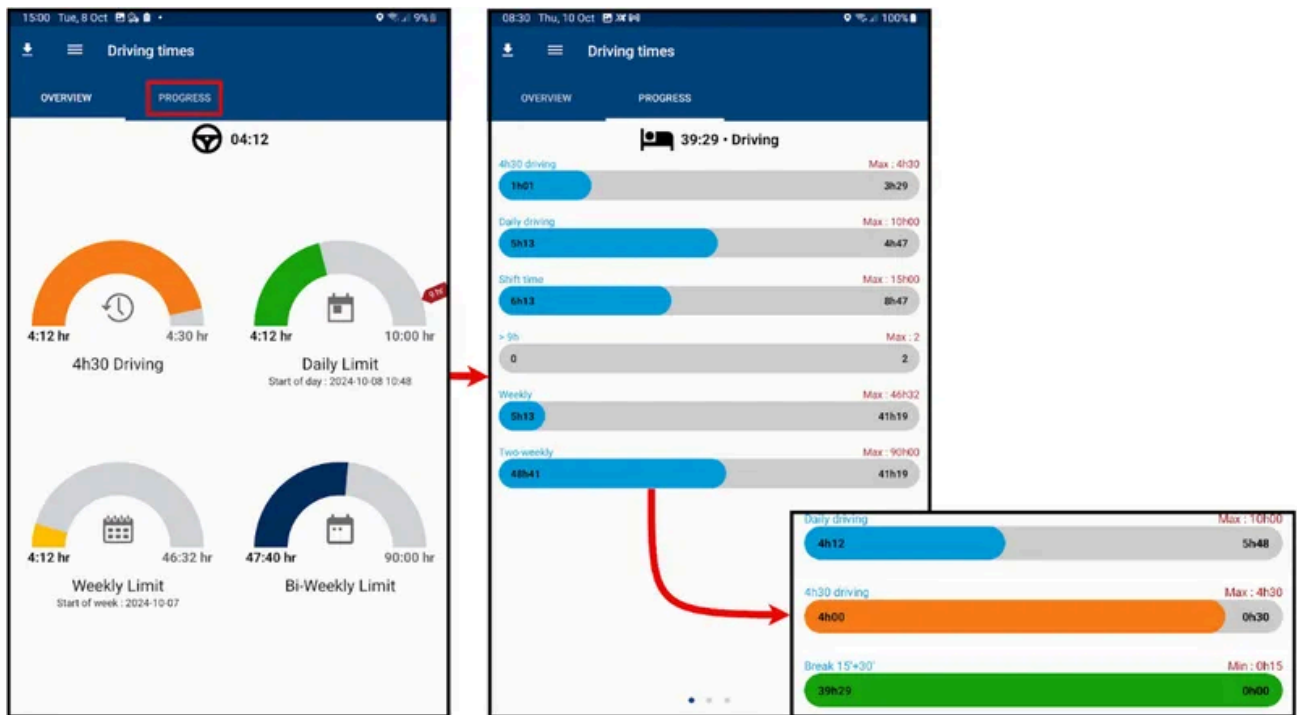 15:00 Tue, 8 Oct 9%
Driving times
OVERVIEW PROGRESS
04:12
4:12 hr 4:30 hr
4h30 Driving
9 hr
4:12 hr 10:00 hr
Daily Limit
Start of day : 2024-10-08 10:48
4:12 hr 46:32 hr
Weekly Limit
Start of week : 2024-10-07
47:40 hr 90:00 hr
Bi-Weekly Limit
08:30 Thu, 10 Oct 100%
Driving times
OVERVIEW PROGRESS
39:29 • Driving
4h30 driving Max : 4h30
1h01 3h29
Daily driving Max : 10h00
5h13 4h47
Shift time Max : 15h00
6h13 8h47
> 9h Max : 2
0 2
Weekly Max : 46h32
5h13 41h19
Two-weekly Max : 90h00
48h41 41h19
Daily driving Max : 10h00
4h12 5h48
4h30 driving Max : 4h30
4h00 0h30
Break 15'+30' Min : 0h15
39h29 0h00